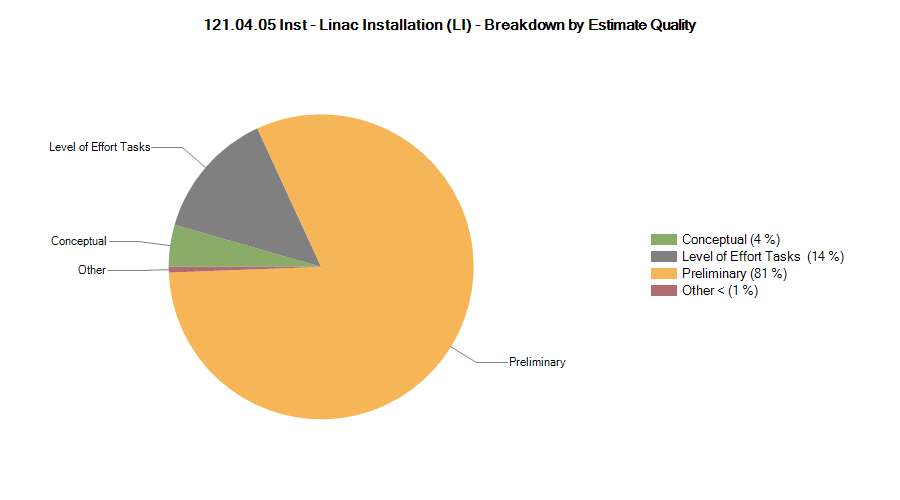 121.04.05 Inst - Linac Installation (LI) - Breakdown by Estimate Quality
Level of Effort Tasks
Conceptual
Other
Preliminary
Conceptual (4 %)
Level of Effort Tasks (14 %)
Preliminary (81 %)
Other < (1 %)